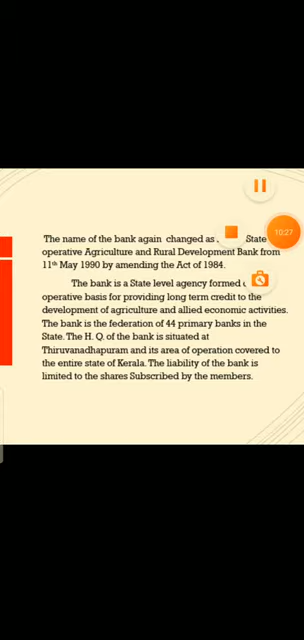 10:27
The name of the bank again changed as State
operative Agriculture and Rural Development Bank from
11th May 1990 by amending the Act of 1984.
The bank is a State level agency formed
operative basis for providing long term credit to the
development of agriculture and allied economic activities.
The bank is the federation of 44 primary banks in the
State. The H. Q. of the bank is situated at
Thiruvanadhapuram and its area of operation covered to
the entire state of Kerala. The liability of the bank is
limited to the shares Subscribed by the members.